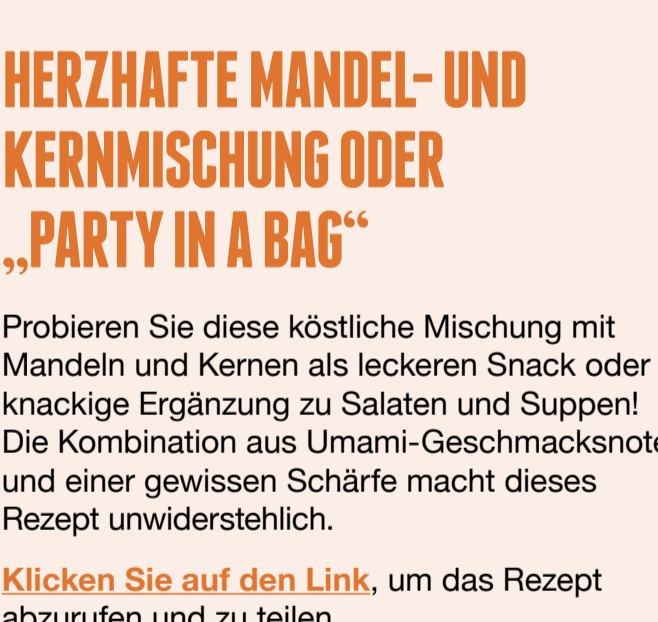 HERZHAFTE MANDEL- UND
KERNMISCHUNG ODER
„PARTY IN A BAG“
Probieren Sie diese köstliche Mischung mit
Mandeln und Kernen als leckeren Snack oder
knackige Ergänzung zu Salaten und Suppen!
Die Kombination aus Umami-Geschmacksnote
und einer gewissen Schärfe macht dieses
Rezept unwiderstehlich.
Klicken Sie auf den Link, um das Rezept
abzurufen und zu teilen